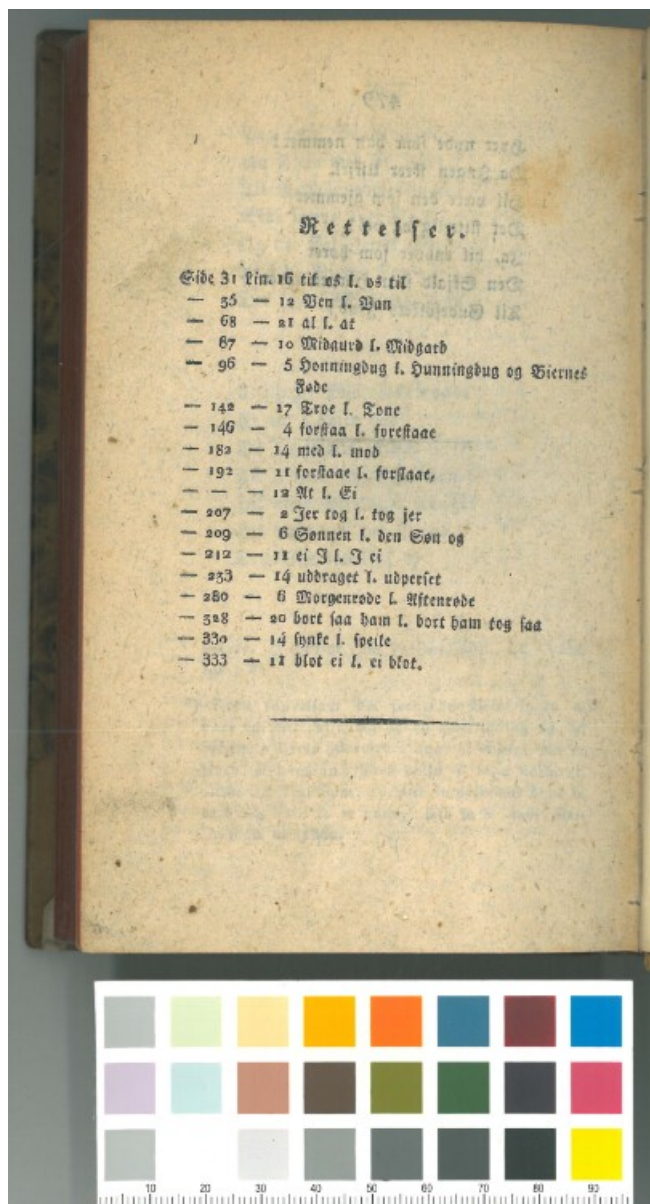 Rettelser.
Side 31 Lin. 16 til os l. os til
— 35 — 12 Ven l. Van
— 68 — 21 al l. at
— 87 — 10 Midgaurd l. Midgard
— 96 — 5 Honningdug l. Hunningdug og Biernes
Føde
— 142 — 17 Troe l. Tone
— 146 — 4 forstaa l. forestaae
— 182 — 14 med l. mod
— 192 — 11 forstaae l. forslaae,
— — — 12 At l. Ei
— 207 — 2 Jer tog l. tog jer
— 209 — 6 Sønnen l. den Søn og
— 212 — 11 ei I l. I ei
— 233 — 14 uddraget l. udperset
— 280 — 6 Morgenrøde l. Aftenrøde
— 328 — 20 bort saa ham l. bort ham tog saa
— 330 — 14 synke l. speile
— 333 — 11 blot ei l. ei blot.
10 20 30 40 50 60 70 80 90